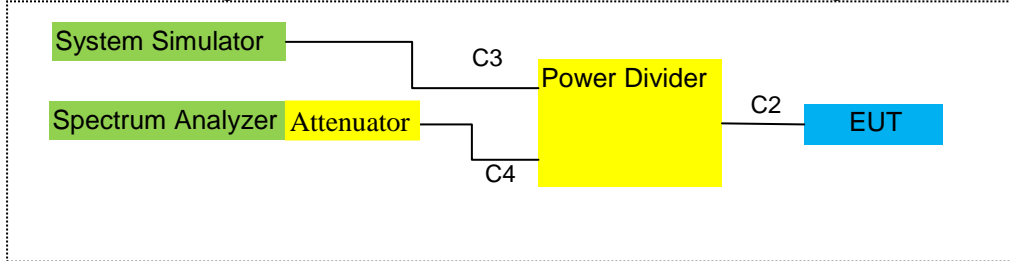 System Simulator
C3
Power Divider
C2
Spectrum Analyzer
Attenuator
EUT
C4